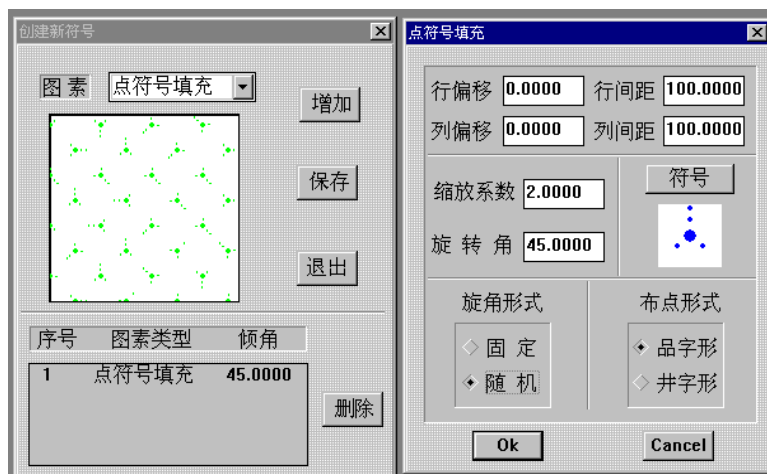 创建新符号
图素 点符号填充
增加
保存
退出
序号 图素类型 倾角
1 点符号填充 45.0000
删除
点符号填充
行偏移 0.0000 行间距 100.0000
列偏移 0.0000 列间距 100.0000
缩放系数 2.0000
符号
旋转角 45.0000
旋角形式 布点形式
固定 品字形
随机 井字形
Ok Cancel